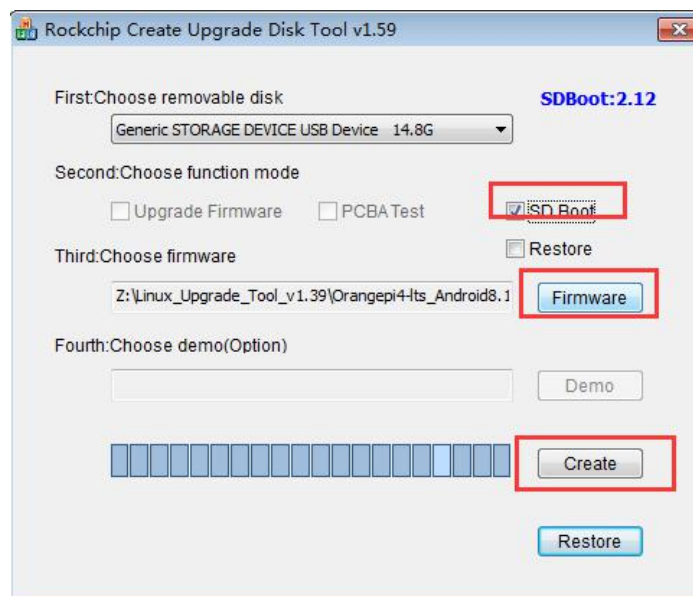 Rockchip Create Upgrade Disk Tool v1.59
First:Choose removable disk
SDBoot:2.12
Generic STORAGE DEVICE USB Device 14.8G
Second:Choose function mode
Upgrade Firmware
PCBA Test
SD Boot
Restore
Third:Choose firmware
Z:\Linux_Upgrade_Tool_v1.39\Orangepi4-lts_Android8.1
Firmware
Fourth:Choose demo(Option)
Demo
Create
Restore